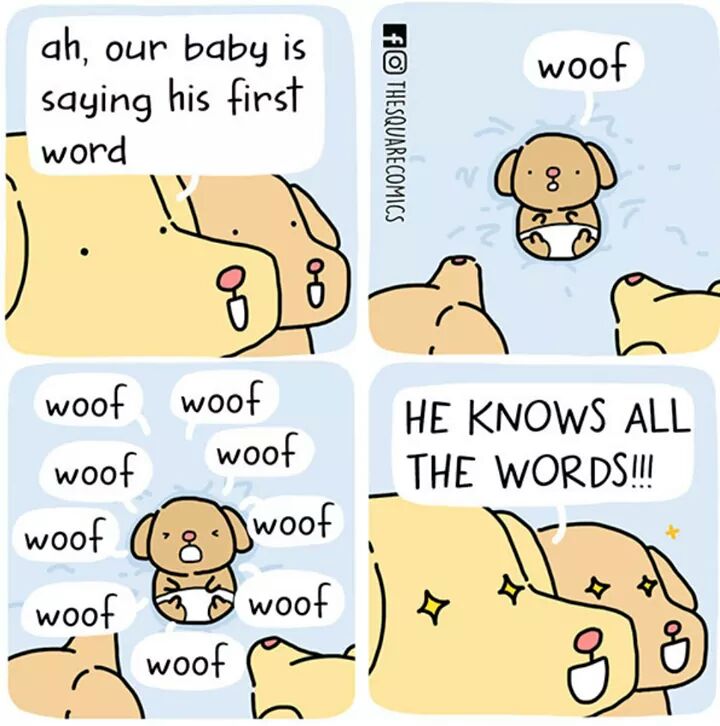 ah, our baby is
saying his first
word
THESQUARECOMICS
woof
woof
woof
woof
woof
woof
woof
woof
woof
woof
HE KNOWS ALL
THE WORDS!!!